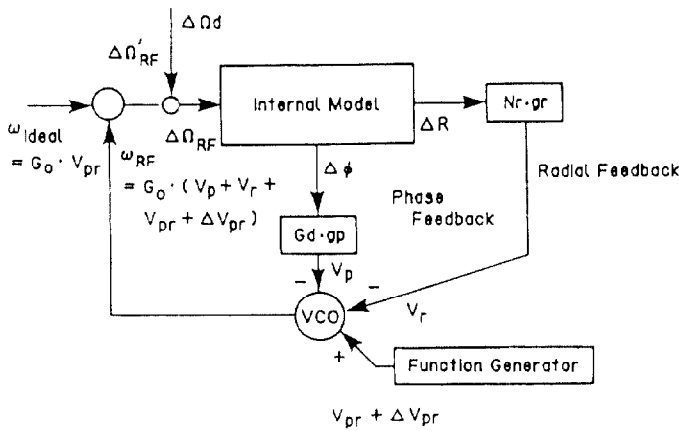 ΔΩd
ΔΩ'RF
Internal Model
Nr·gr
ωIdeal
= Go · Vpr
ΔΩRF
ωRF
= Go · ( Vp + Vr +
Vpr + ΔVpr )
ΔR
Δϕ
Radial Feedback
Phase
Feedback
Gd·gp
Vp
−
−
VCO
Vr
+
Function Generator
Vpr + ΔVpr